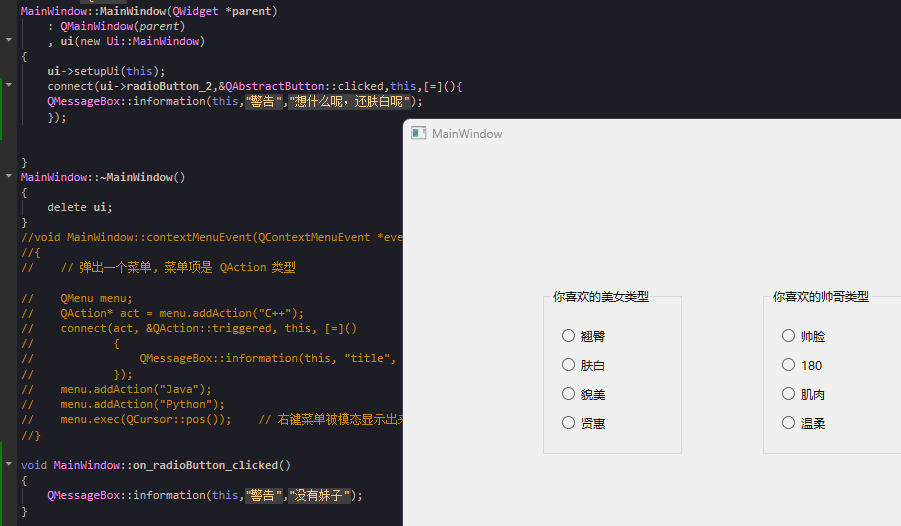 MainWindow::MainWindow(QWidget *parent)
: QMainWindow(parent)
, ui(new Ui::MainWindow)
{
ui->setupUi(this);
connect(ui->radioButton_2,&QAbstractButton::clicked,this,[=](){
QMessageBox::information(this,"警告","想什么呢，还肤白呢");
});
}
MainWindow::~MainWindow()
{
delete ui;
}
//void MainWindow::contextMenuEvent(QContextMenuEvent *eve
//{
// // 弹出一个菜单, 菜单项是 QAction 类型
// QMenu menu;
// QAction* act = menu.addAction("C++");
// connect(act, &QAction::triggered, this, [=]()
// {
// QMessageBox::information(this, "title",
// });
// menu.addAction("Java");
// menu.addAction("Python");
// menu.exec(QCursor::pos()); // 右键菜单被模态显示出来
//}
void MainWindow::on_radioButton_clicked()
{
QMessageBox::information(this,"警告","没有妹子");
}
MainWindow
你喜欢的美女类型
翘臀
肤白
貌美
贤惠
你喜欢的帅哥类型
帅脸
180
肌肉
温柔